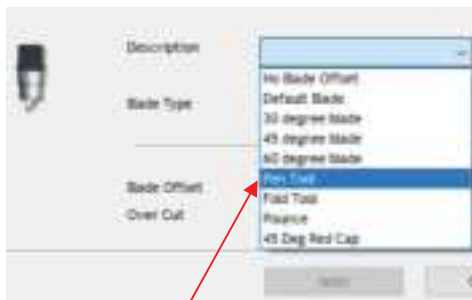 Description
No Blade Offset
Default Blade
Blade Type
30 degree blade
45 degree blade
60 degree blade
Pen Tool
Blade Offset
Fold Tool
Over Cut
Pounce
45 Deg Red Cap